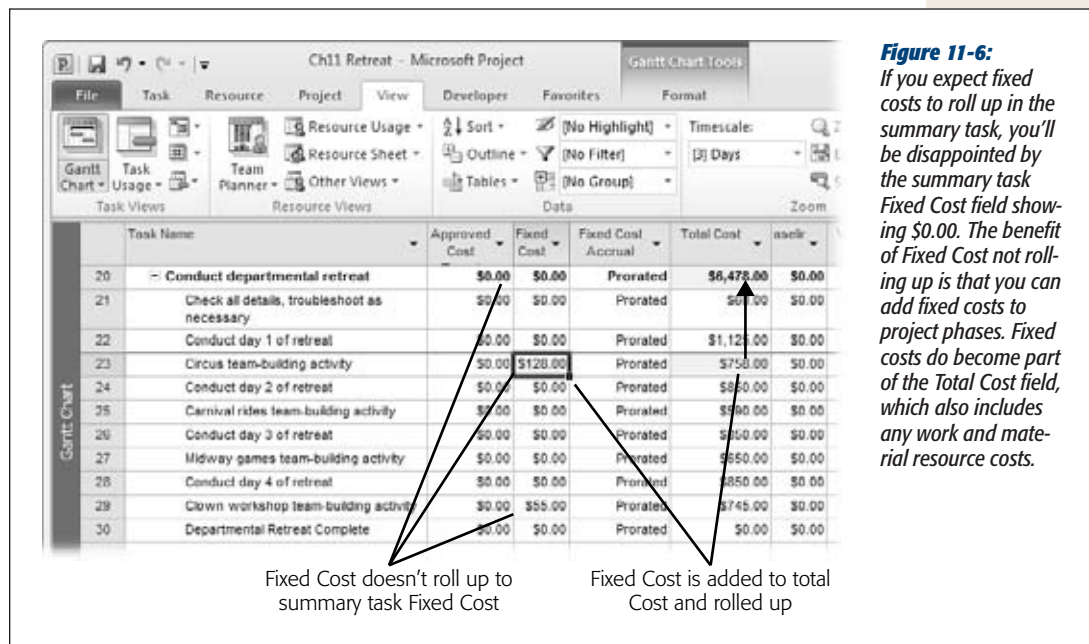 Ch11 Retreat - Microsoft Project
Gantt Chart Tools
File Task Resource Project View Developer Favorites Format
Gantt Chart
Task Usage
Team Planner
Resource Usage
Resource Sheet
Other Views
Sort
Outline
Tables
[No Highlight]
[No Filter]
[No Group]
Timescale:
[3] Days
Task Views Resource Views Data Zoom
Task Name Approved Cost Fixed Cost Fixed Cost Accrual Total Cost aselir
20 Conduct departmental retreat $0.00 $0.00 Prorated $6,478.00 $0.00
21 Check all details, troubleshoot as necessary $0.00 $0.00 Prorated $0.00
22 Conduct day 1 of retreat $0.00 $0.00 Prorated $0.00
23 Circus team-building activity $0.00 $128.00 Prorated $0.00
24 Conduct day 2 of retreat $0.00 $0.00 Prorated $0.00
25 Carnival rides team-building activity $0.00 $0.00 Prorated $0.00
26 Conduct day 3 of retreat $0.00 $0.00 Prorated $0.00
27 Midway games team-building activity $0.00 $0.00 Prorated $650.00 $0.00
28 Conduct day 4 of retreat $0.00 $0.00 Prorated $850.00 $0.00
29 Clown workshop team-building activity $0.00 $55.00 Prorated $745.00 $0.00
30 Departmental Retreat Complete $0.00 $0.00 Prorated $0.00 $0.00
Gantt Chart
Fixed Cost doesn't roll up to
summary task Fixed Cost
Fixed Cost is added to total
Cost and rolled up
Figure 11-6:
If you expect fixed
costs to roll up in the
summary task, you'll
be disappointed by
the summary task
Fixed Cost field show-
ing $0.00. The benefit
of Fixed Cost not roll-
ing up is that you can
add fixed costs to
project phases. Fixed
costs do become part
of the Total Cost field,
which also includes
any work and mate-
rial resource costs.